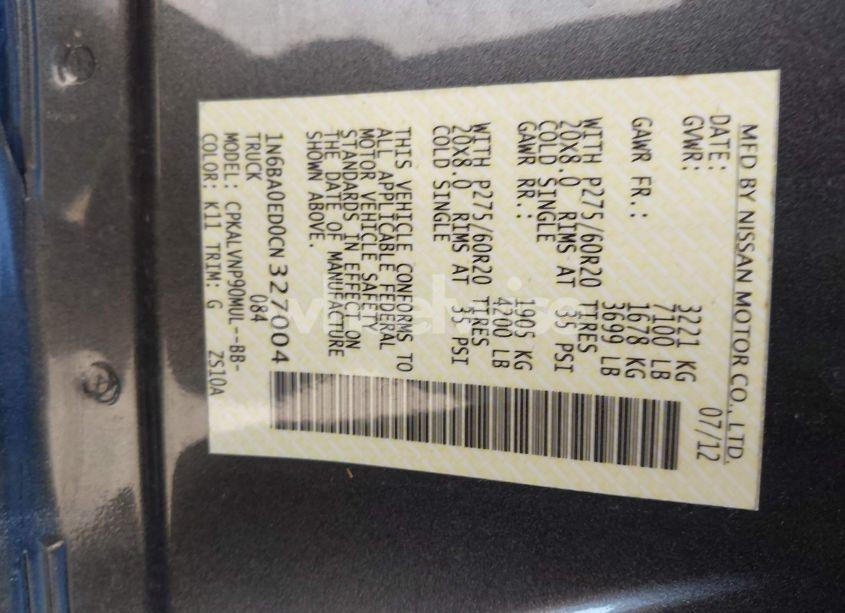 MFD BY NISSAN MOTOR CO., LTD.
DATE: 07/12
GVWR: 3221 KG
7100 LB
GAWR FR.: 1678 KG
3699 LB
WITH P275/60R20 TIRES
20X8.0 RIMS AT 35 PSI
COLD SINGLE
GAWR RR.: 1905 KG
4200 LB
WITH P275/60R20 TIRES
20X8.0 RIMS AT 35 PSI
COLD SINGLE
THIS VEHICLE CONFORMS TO
ALL APPLICABLE FEDERAL
MOTOR VEHICLE SAFETY
STANDARDS IN EFFECT ON
THE DATE OF MANUFACTURE
SHOWN ABOVE.
1N6BA0ED0CN327004
TRUCK 084
MODEL: CPKALVNP90MUL--BB-
COLOR: K11 TRIM: G ZS10A